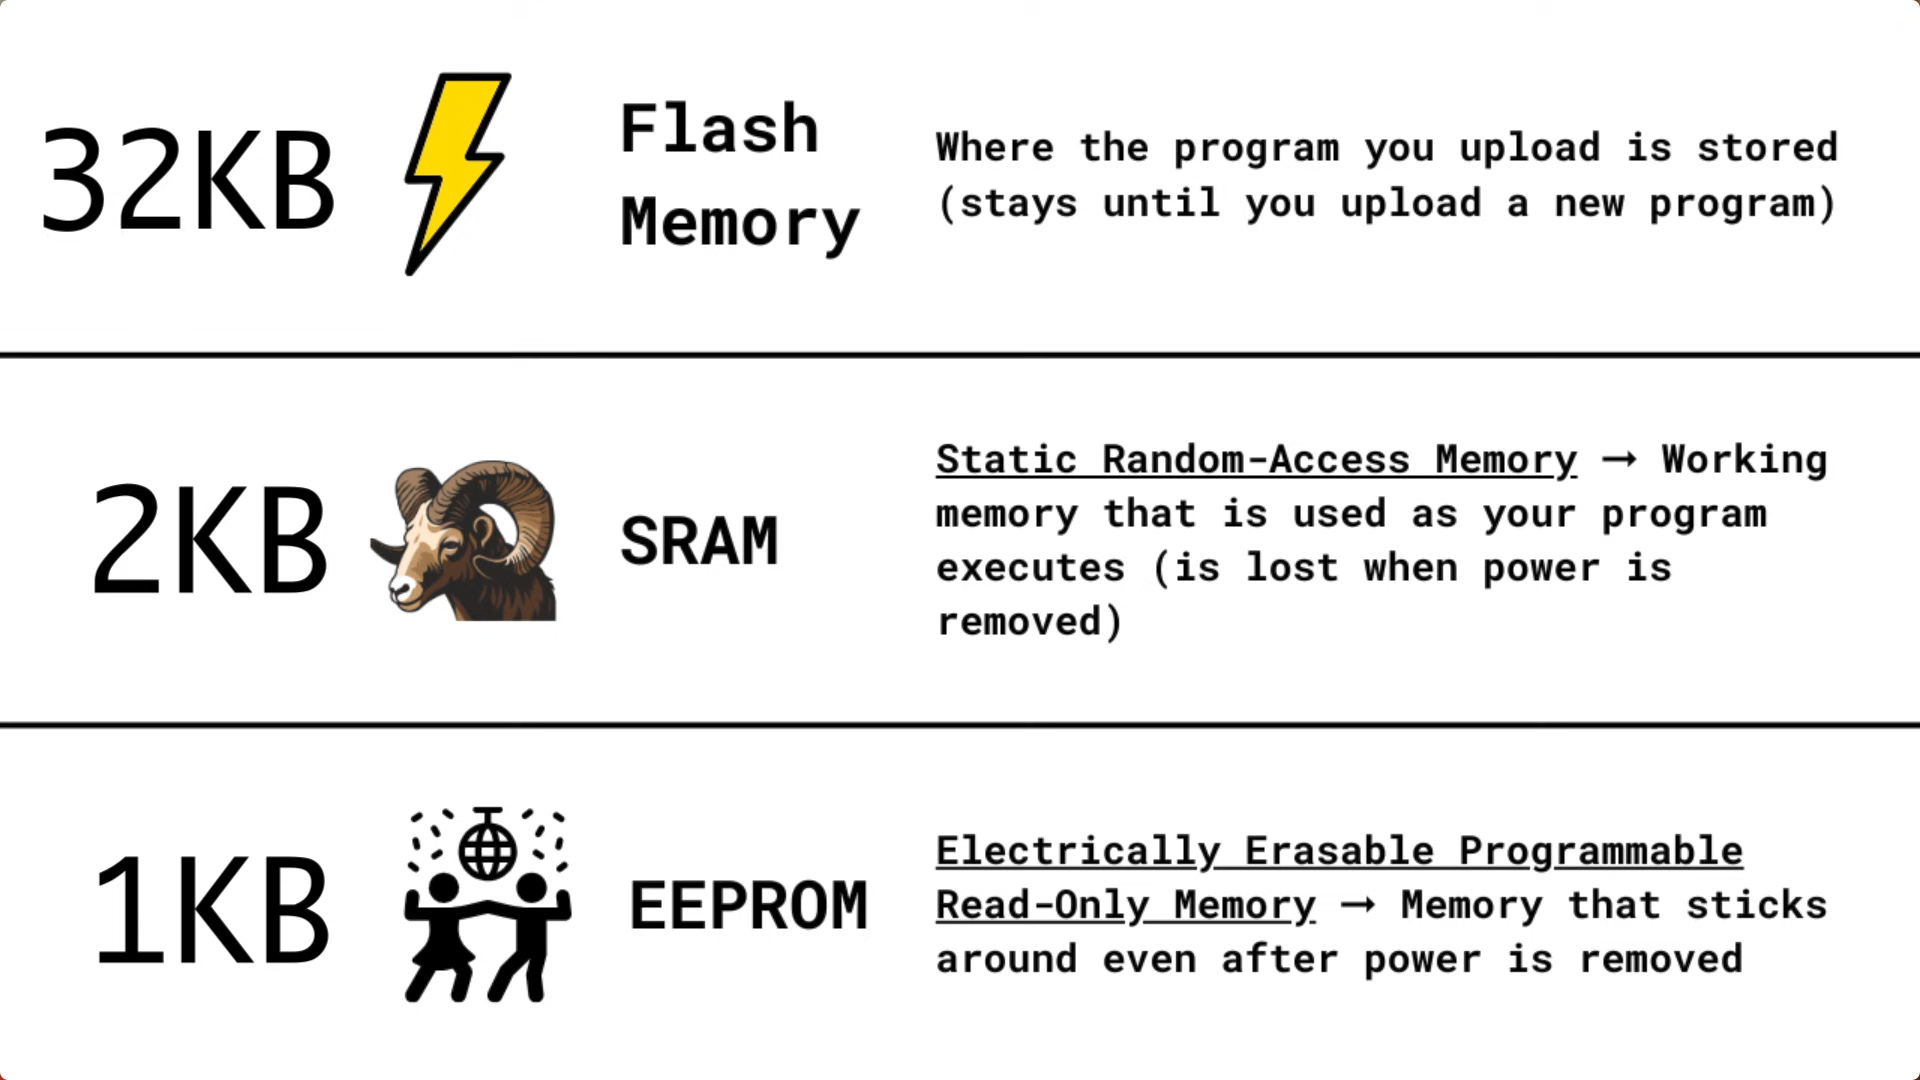 32KB
Flash
Memory
Where the program you upload is stored
(stays until you upload a new program)
2KB
SRAM
Static Random-Access Memory → Working
memory that is used as your program
executes (is lost when power is
removed)
1KB
EEPROM
Electrically Erasable Programmable
Read-Only Memory → Memory that sticks
around even after power is removed